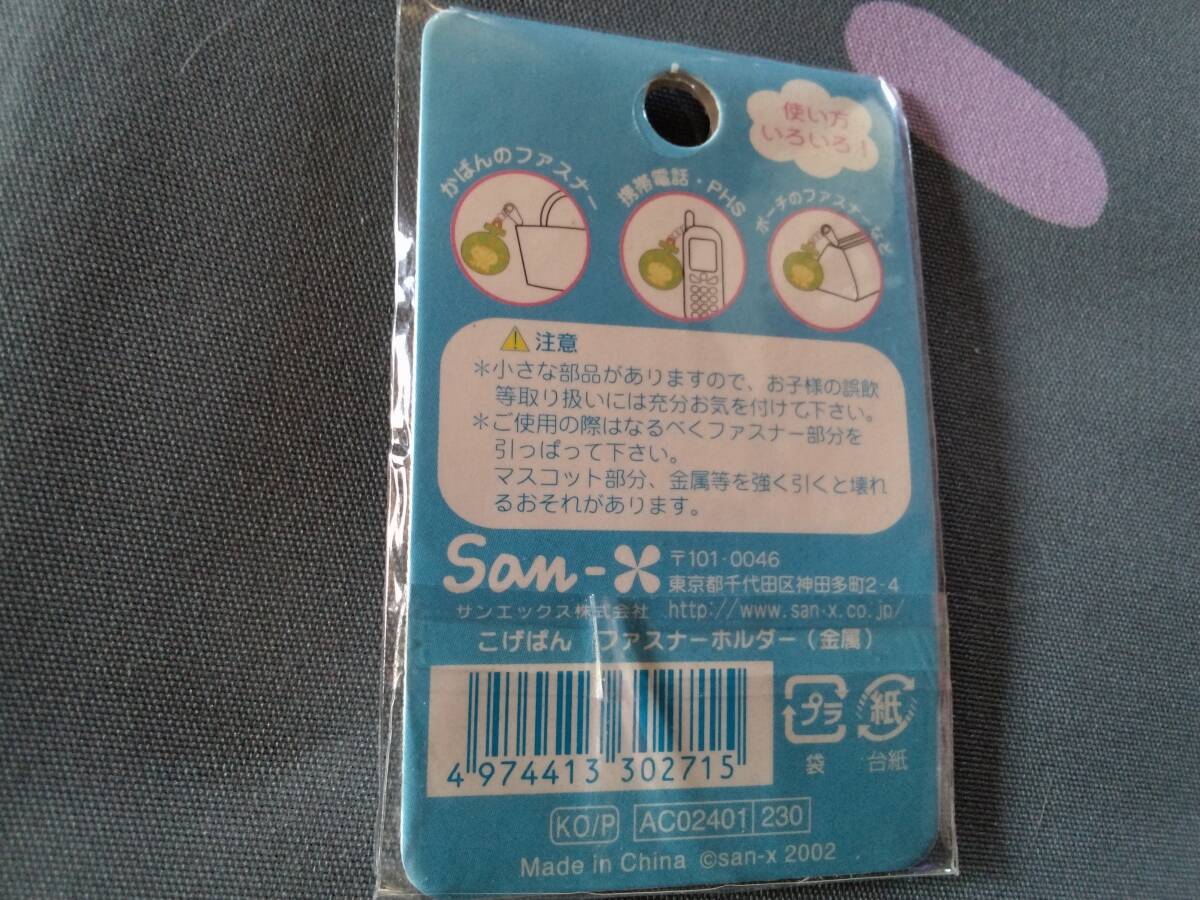 使い方
いろいろ!
かばんのファスナー
携帯電話・PHS
ポーチのファスナーなど
注意
*小さな部品がありますので、お子様の誤飲
等取り扱いには充分お気を付けて下さい。
*ご使用の際はなるべくファスナー部分を
引っぱって下さい。
マスコット部分、金属等を強く引くと壊れ
るおそれがあります。
San-X
〒101-0046
東京都千代田区神田多町2-4
サンエックス株式会社 http://www.san-x.co.jp/
こげぱん ファスナーホルダー(金属)
4 974413 302715
プラ
袋
紙
台紙
KO/P AC02401 230
Made in China ©san-x 2002